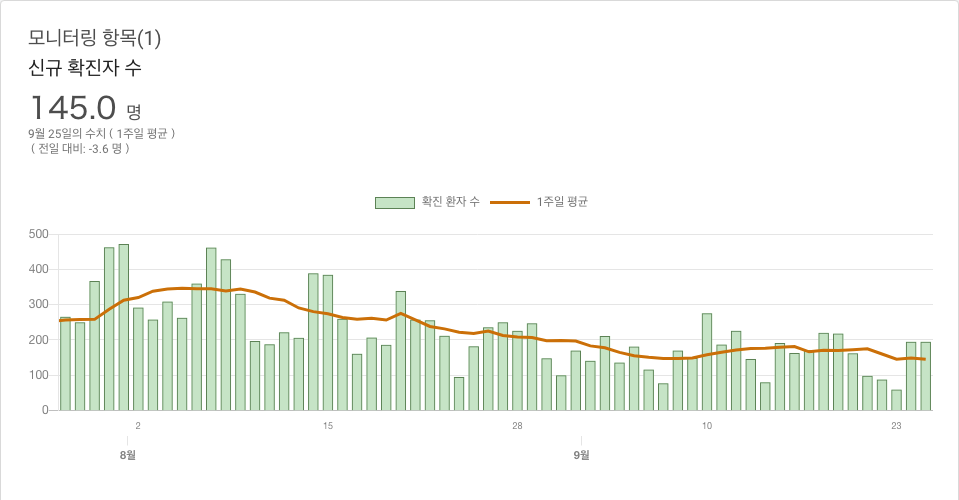 모니터링 항목(1)
신규 확진자 수
145.0 명
9월 25일의 수치 ( 1주일 평균 )
( 전일 대비: -3.6 명 )
확진 환자 수 1주일 평균
500
400
300
200
100
0
2 15 28 10 23
8월 9월